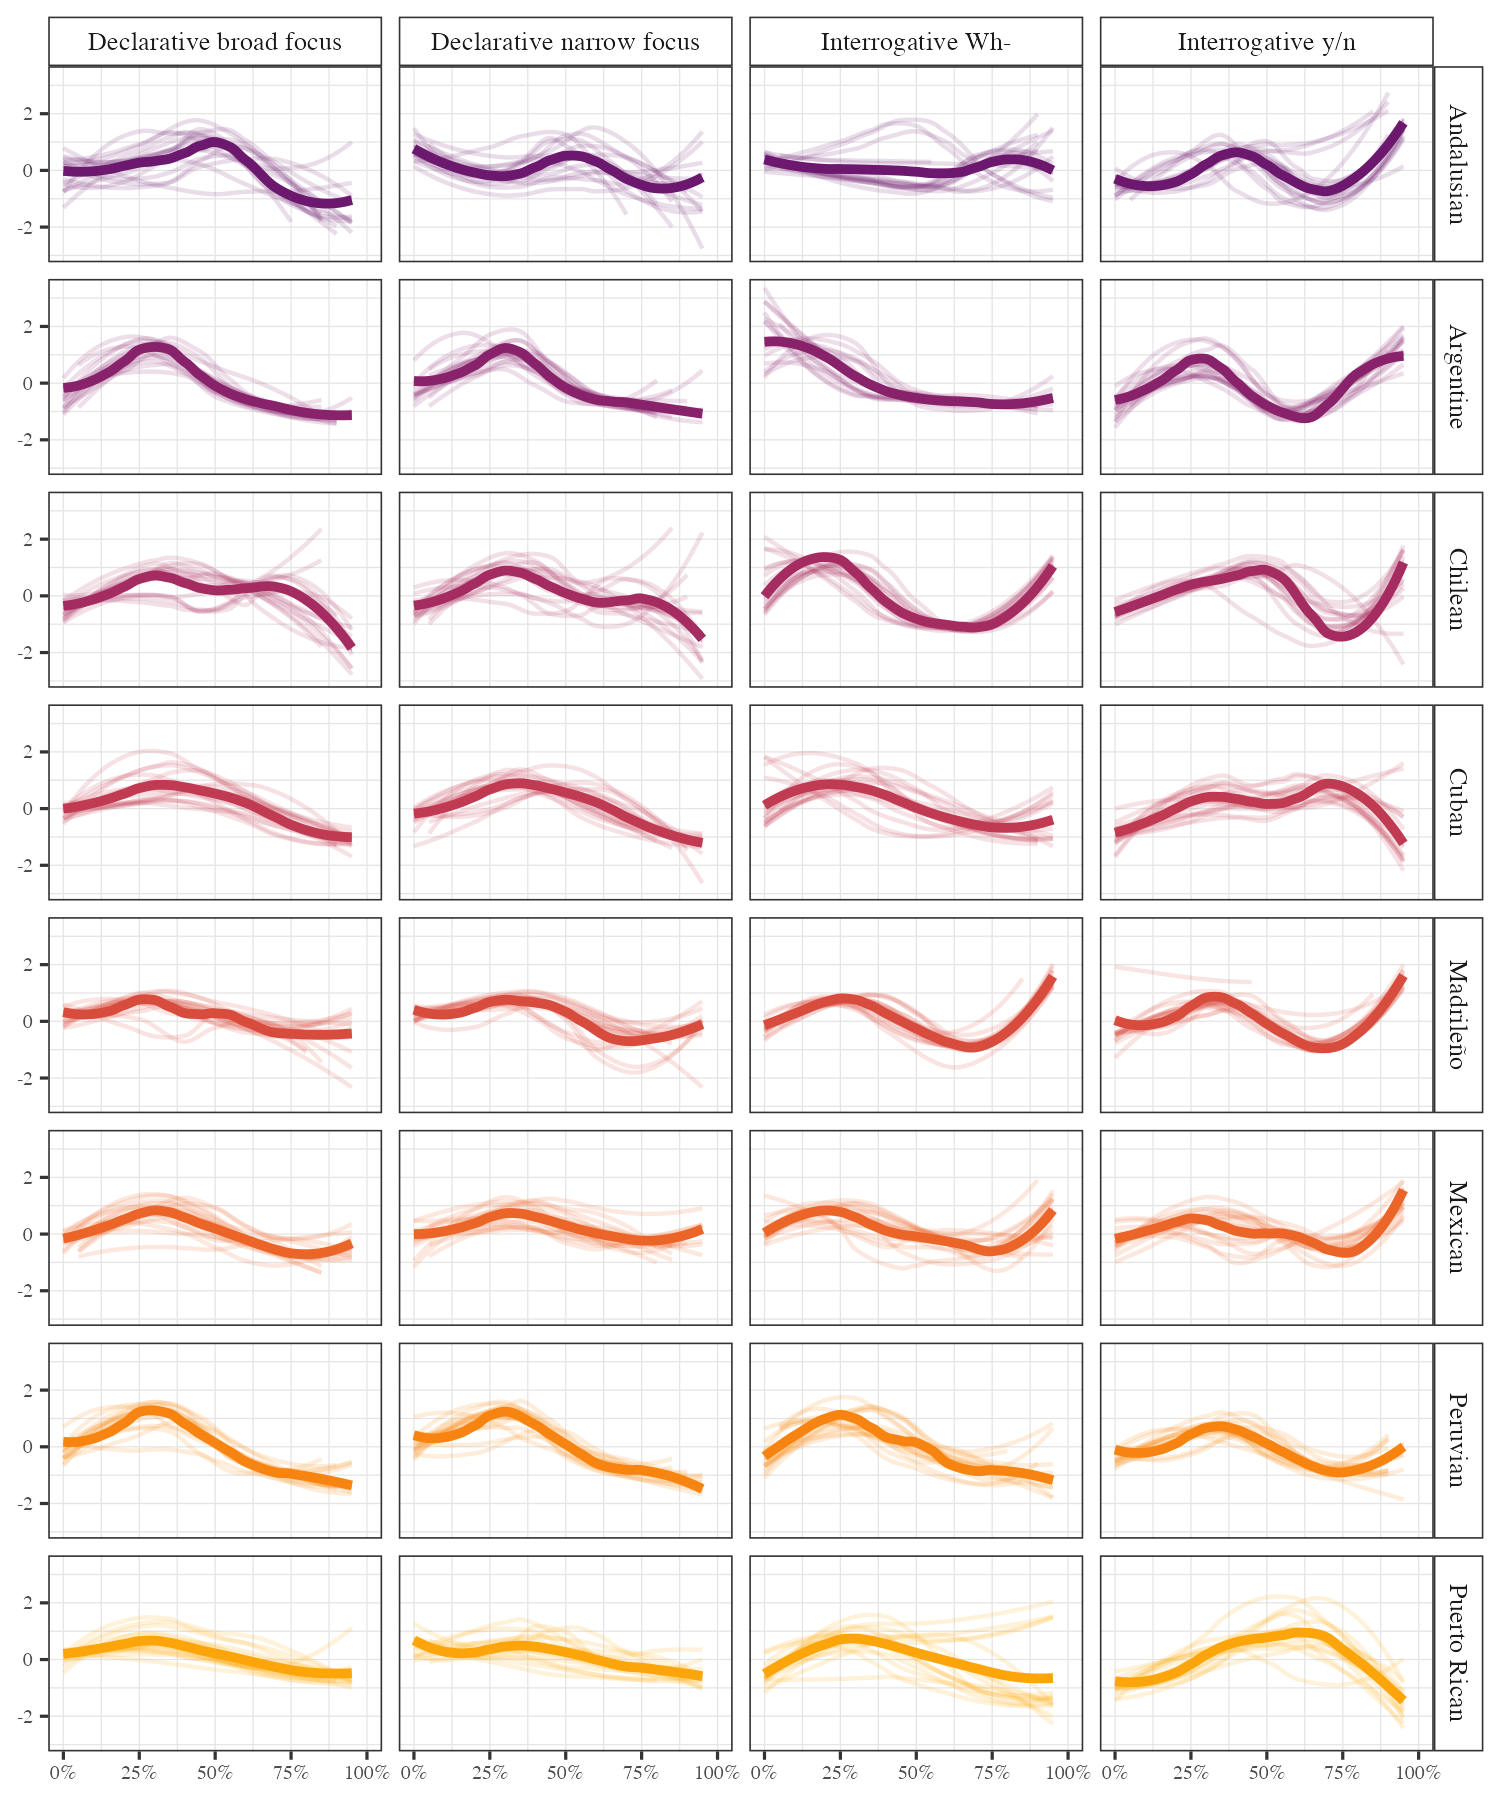 Declarative broad focus Declarative narrow focus Interrogative Wh- Interrogative y/n
2
0
-2
Andalusian
2
0
-2
Argentine
2
0
-2
Chilean
2
0
-2
Cuban
2
0
-2
Madrileño
2
0
-2
Mexican
2
0
-2
Peruvian
2
0
-2
Puerto Rican
0% 25% 50% 75% 100% 0% 25% 50% 75% 100% 0% 25% 50% 75% 100% 0% 25% 50% 75% 100%